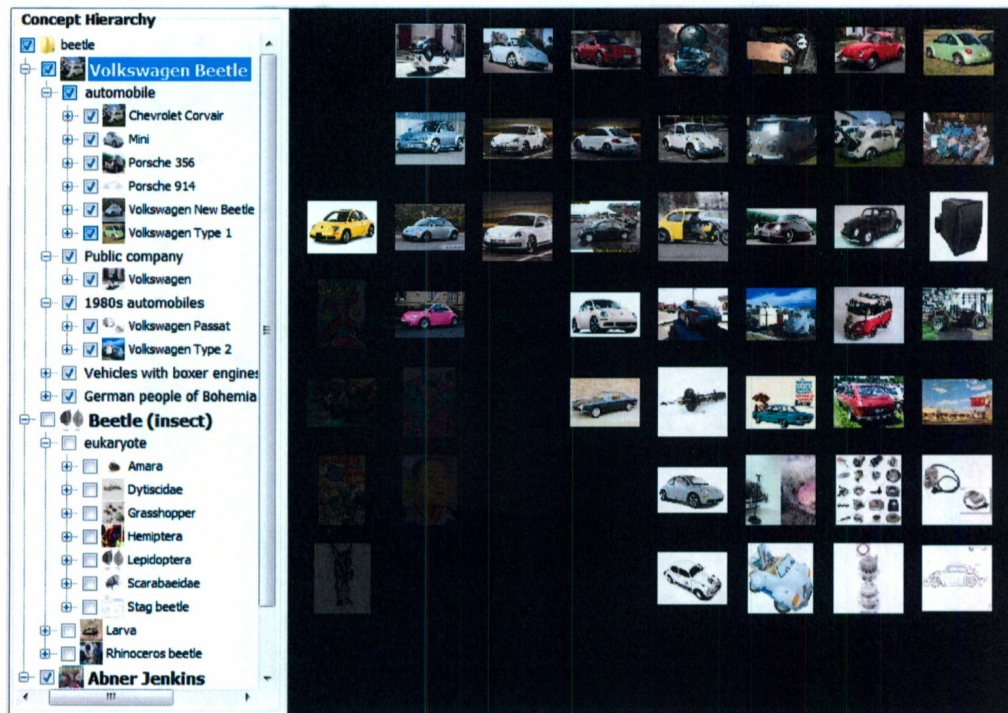 Concept Hierarchy
beetle
Volkswagen Beetle
automobile
Chevrolet Corvair
Mini
Porsche 356
Porsche 914
Volkswagen New Beetle
Volkswagen Type 1
Public company
Volkswagen
1980s automobiles
Volkswagen Passat
Volkswagen Type 2
Vehicles with boxer engines
German people of Bohemia
Beetle (insect)
eukaryote
Amara
Dytiscidae
Grasshopper
Hemiptera
Lepidoptera
Scarabaeidae
Stag beetle
Larva
Rhinoceros beetle
Abner Jenkins